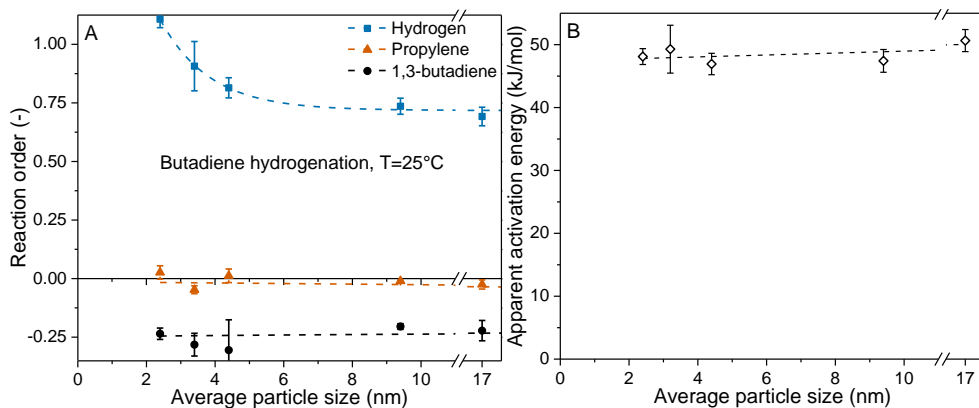 A
Hydrogen
Propylene
1,3-butadiene
1.00
0.75
0.50
0.25
0.00
-0.25
Reaction order (-)
Butadiene hydrogenation, T=25°C
0 2 4 6 8 10 17
Average particle size (nm)
B
50
40
30
20
10
0
Apparent activation energy (kJ/mol)
0 2 4 6 8 10 17
Average particle size (nm)